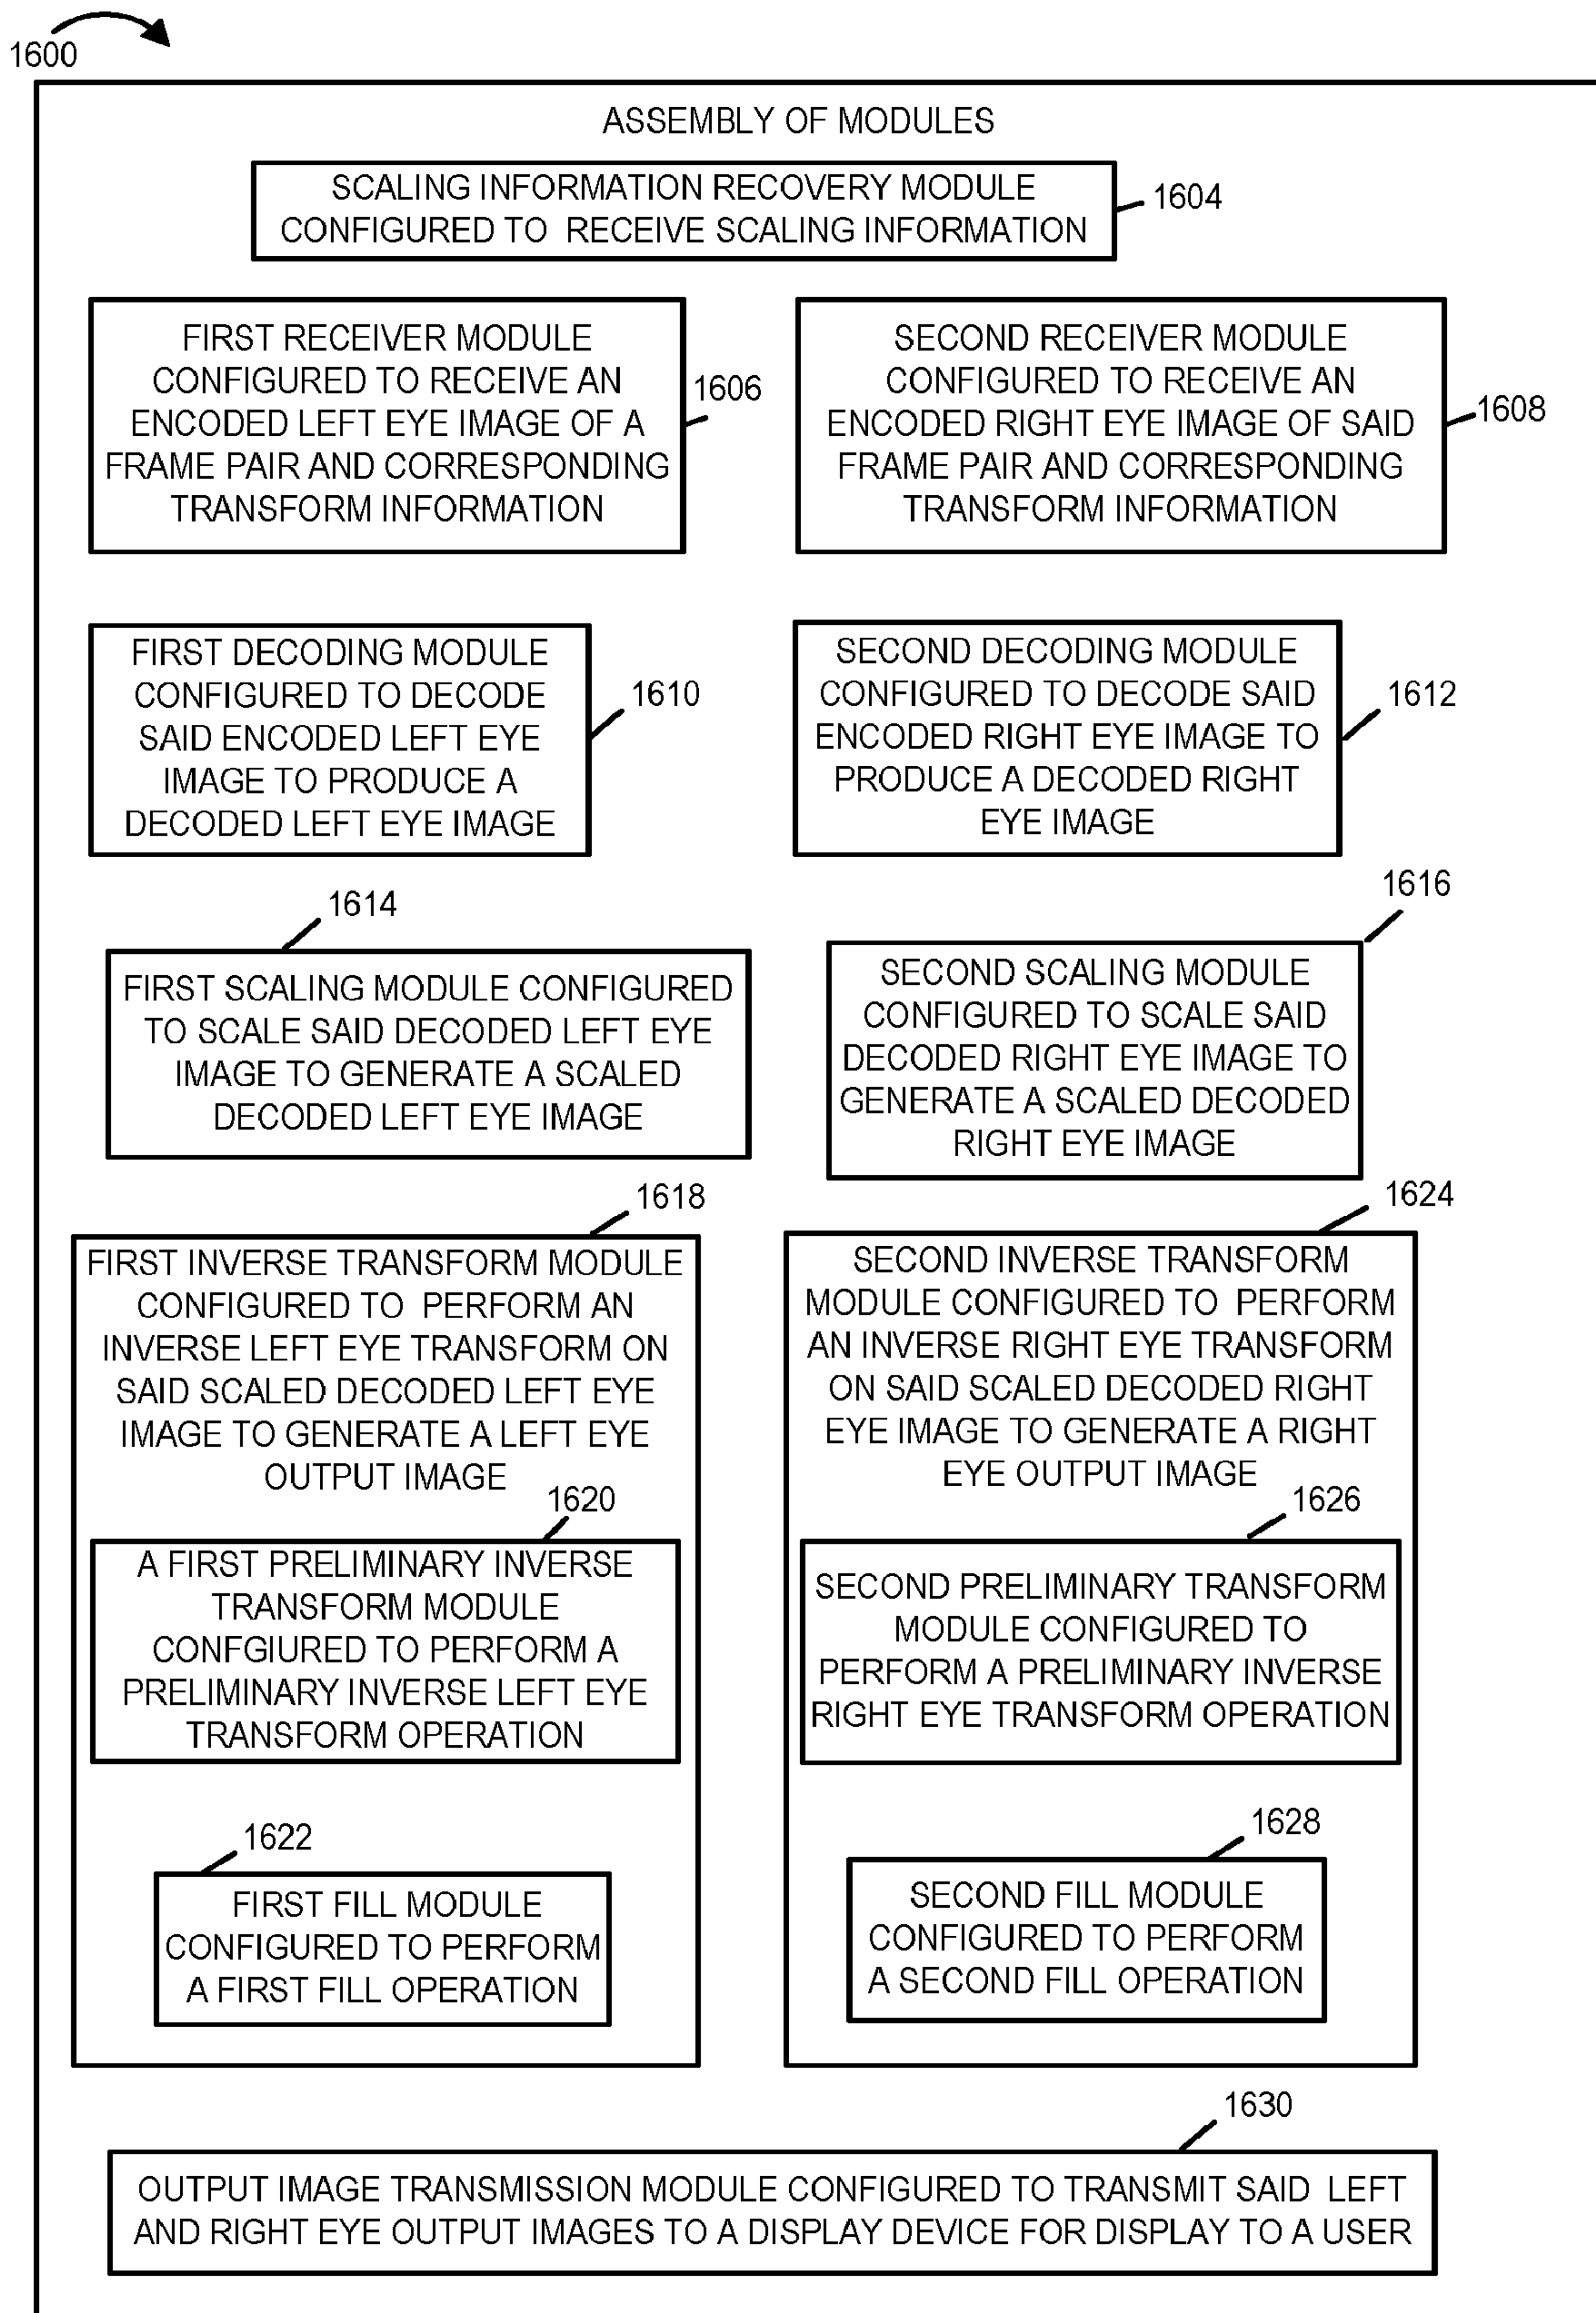 1600
ASSEMBLY OF MODULES
SCALING INFORMATION RECOVERY MODULE
CONFIGURED TO RECEIVE SCALING INFORMATION
1604
FIRST RECEIVER MODULE
CONFIGURED TO RECEIVE AN
ENCODED LEFT EYE IMAGE OF A
FRAME PAIR AND CORRESPONDING
TRANSFORM INFORMATION
1606
SECOND RECEIVER MODULE
CONFIGURED TO RECEIVE AN
ENCODED RIGHT EYE IMAGE OF SAID
FRAME PAIR AND CORRESPONDING
TRANSFORM INFORMATION
1608
FIRST DECODING MODULE
CONFIGURED TO DECODE
SAID ENCODED LEFT EYE
IMAGE TO PRODUCE A
DECODED LEFT EYE IMAGE
1610
SECOND DECODING MODULE
CONFIGURED TO DECODE SAID
ENCODED RIGHT EYE IMAGE TO
PRODUCE A DECODED RIGHT
EYE IMAGE
1612
1614
FIRST SCALING MODULE CONFIGURED
TO SCALE SAID DECODED LEFT EYE
IMAGE TO GENERATE A SCALED
DECODED LEFT EYE IMAGE
1616
SECOND SCALING MODULE
CONFIGURED TO SCALE SAID
DECODED RIGHT EYE IMAGE TO
GENERATE A SCALED DECODED
RIGHT EYE IMAGE
1618
FIRST INVERSE TRANSFORM MODULE
CONFIGURED TO PERFORM AN
INVERSE LEFT EYE TRANSFORM ON
SAID SCALED DECODED LEFT EYE
IMAGE TO GENERATE A LEFT EYE
OUTPUT IMAGE
1620
A FIRST PRELIMINARY INVERSE
TRANSFORM MODULE
CONFGIURED TO PERFORM A
PRELIMINARY INVERSE LEFT EYE
TRANSFORM OPERATION
1622
FIRST FILL MODULE
CONFIGURED TO PERFORM
A FIRST FILL OPERATION
1624
SECOND INVERSE TRANSFORM
MODULE CONFIGURED TO PERFORM
AN INVERSE RIGHT EYE TRANSFORM
ON SAID SCALED DECODED RIGHT
EYE IMAGE TO GENERATE A RIGHT
EYE OUTPUT IMAGE
1626
SECOND PRELIMINARY TRANSFORM
MODULE CONFIGURED TO
PERFORM A PRELIMINARY INVERSE
RIGHT EYE TRANSFORM OPERATION
1628
SECOND FILL MODULE
CONFIGURED TO PERFORM
A SECOND FILL OPERATION
1630
OUTPUT IMAGE TRANSMISSION MODULE CONFIGURED TO TRANSMIT SAID LEFT
AND RIGHT EYE OUTPUT IMAGES TO A DISPLAY DEVICE FOR DISPLAY TO A USER